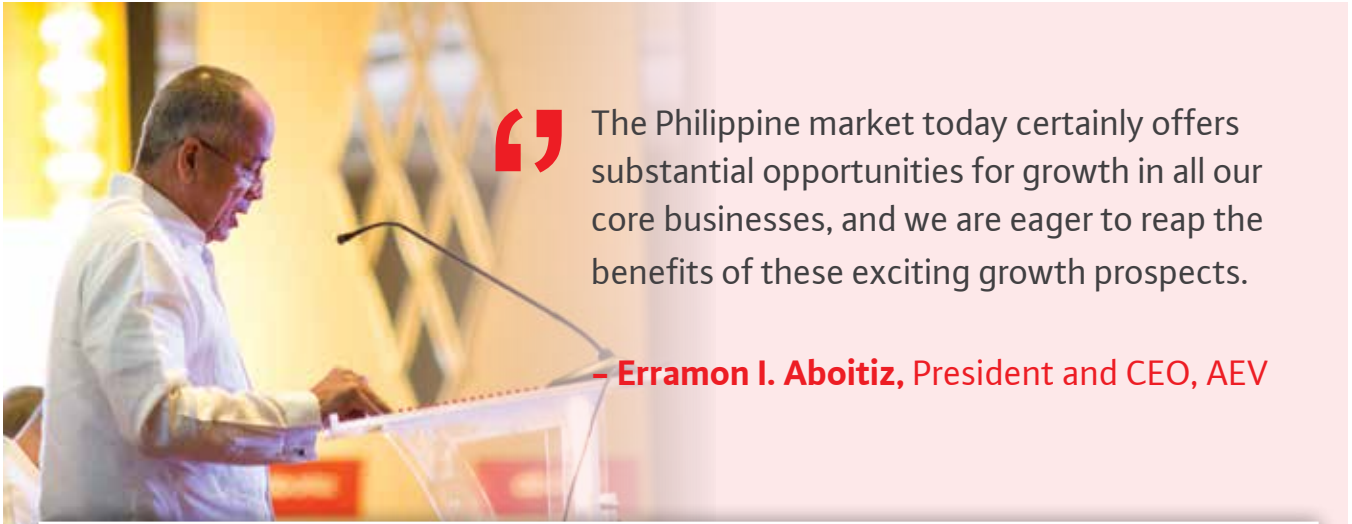 The Philippine market today certainly offers
substantial opportunities for growth in all our
core businesses, and we are eager to reap the
benefits of these exciting growth prospects.
– Erramon I. Aboitiz, President and CEO, AEV